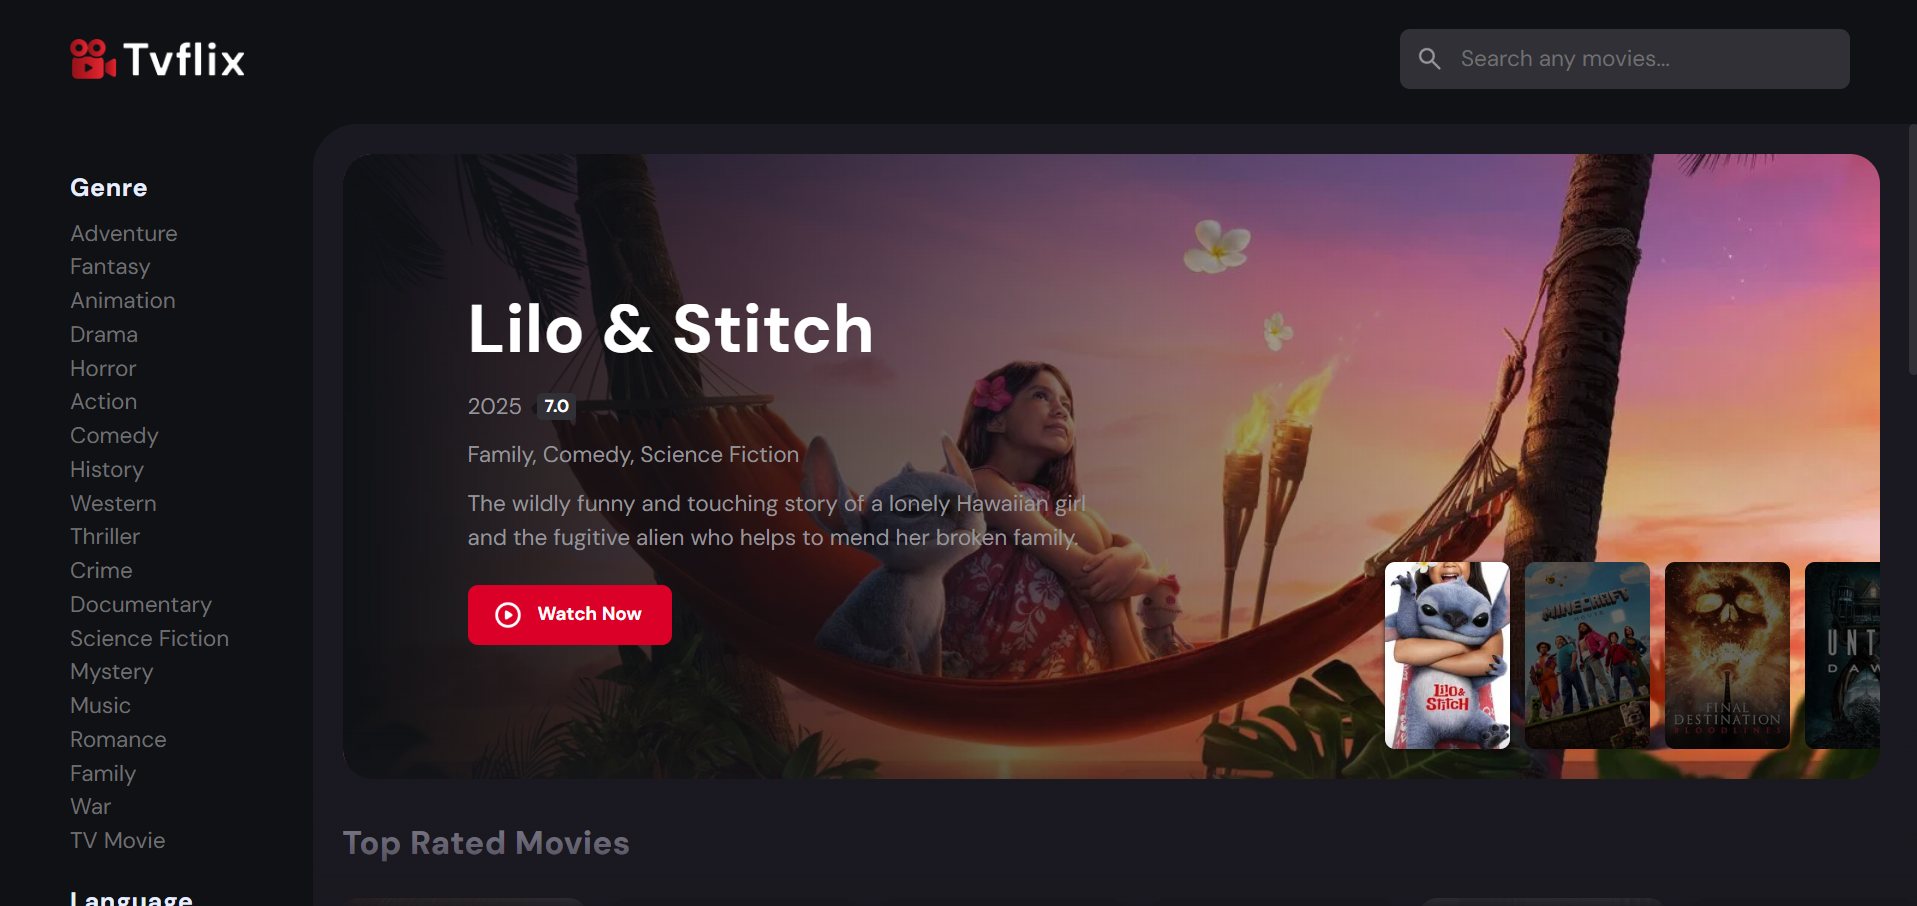 Tvflix
Search any movies...
Genre
Adventure
Fantasy
Animation
Drama
Horror
Action
Comedy
History
Western
Thriller
Crime
Documentary
Science Fiction
Mystery
Music
Romance
Family
War
TV Movie
Language
Lilo & Stitch
2025 7.0
Family, Comedy, Science Fiction
The wildly funny and touching story of a lonely Hawaiian girl
and the fugitive alien who helps to mend her broken family.
Watch Now
Lilo &
Stitch
MINECRAFT
MOVIE
FINAL
DESTINATION
BLOODLINES
UNT
DAW
Top Rated Movies